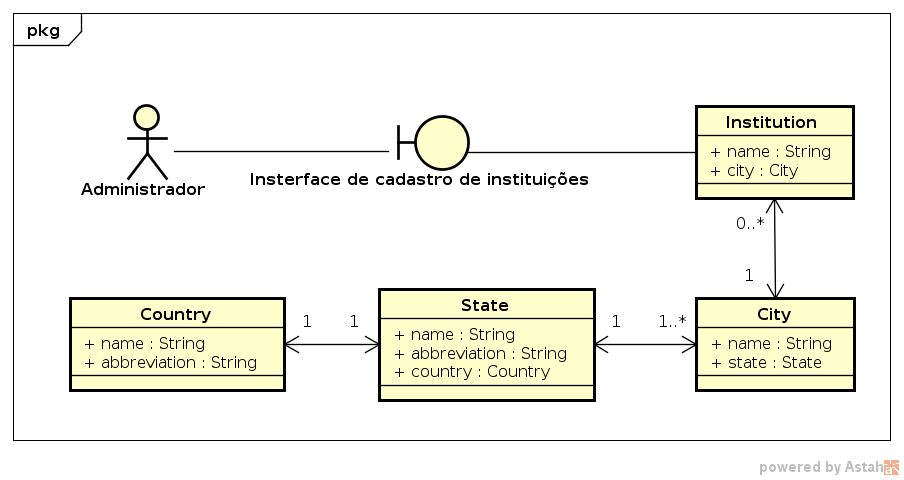 pkg
Administrador
Insterface de cadastro de instituições
Institution
+ name : String
+ city : City
0..*
1
Country
+ name : String
+ abbreviation : String
1
1
State
+ name : String
+ abbreviation : String
+ country : Country
1
1..*
City
+ name : String
+ state : State
powered by Astah